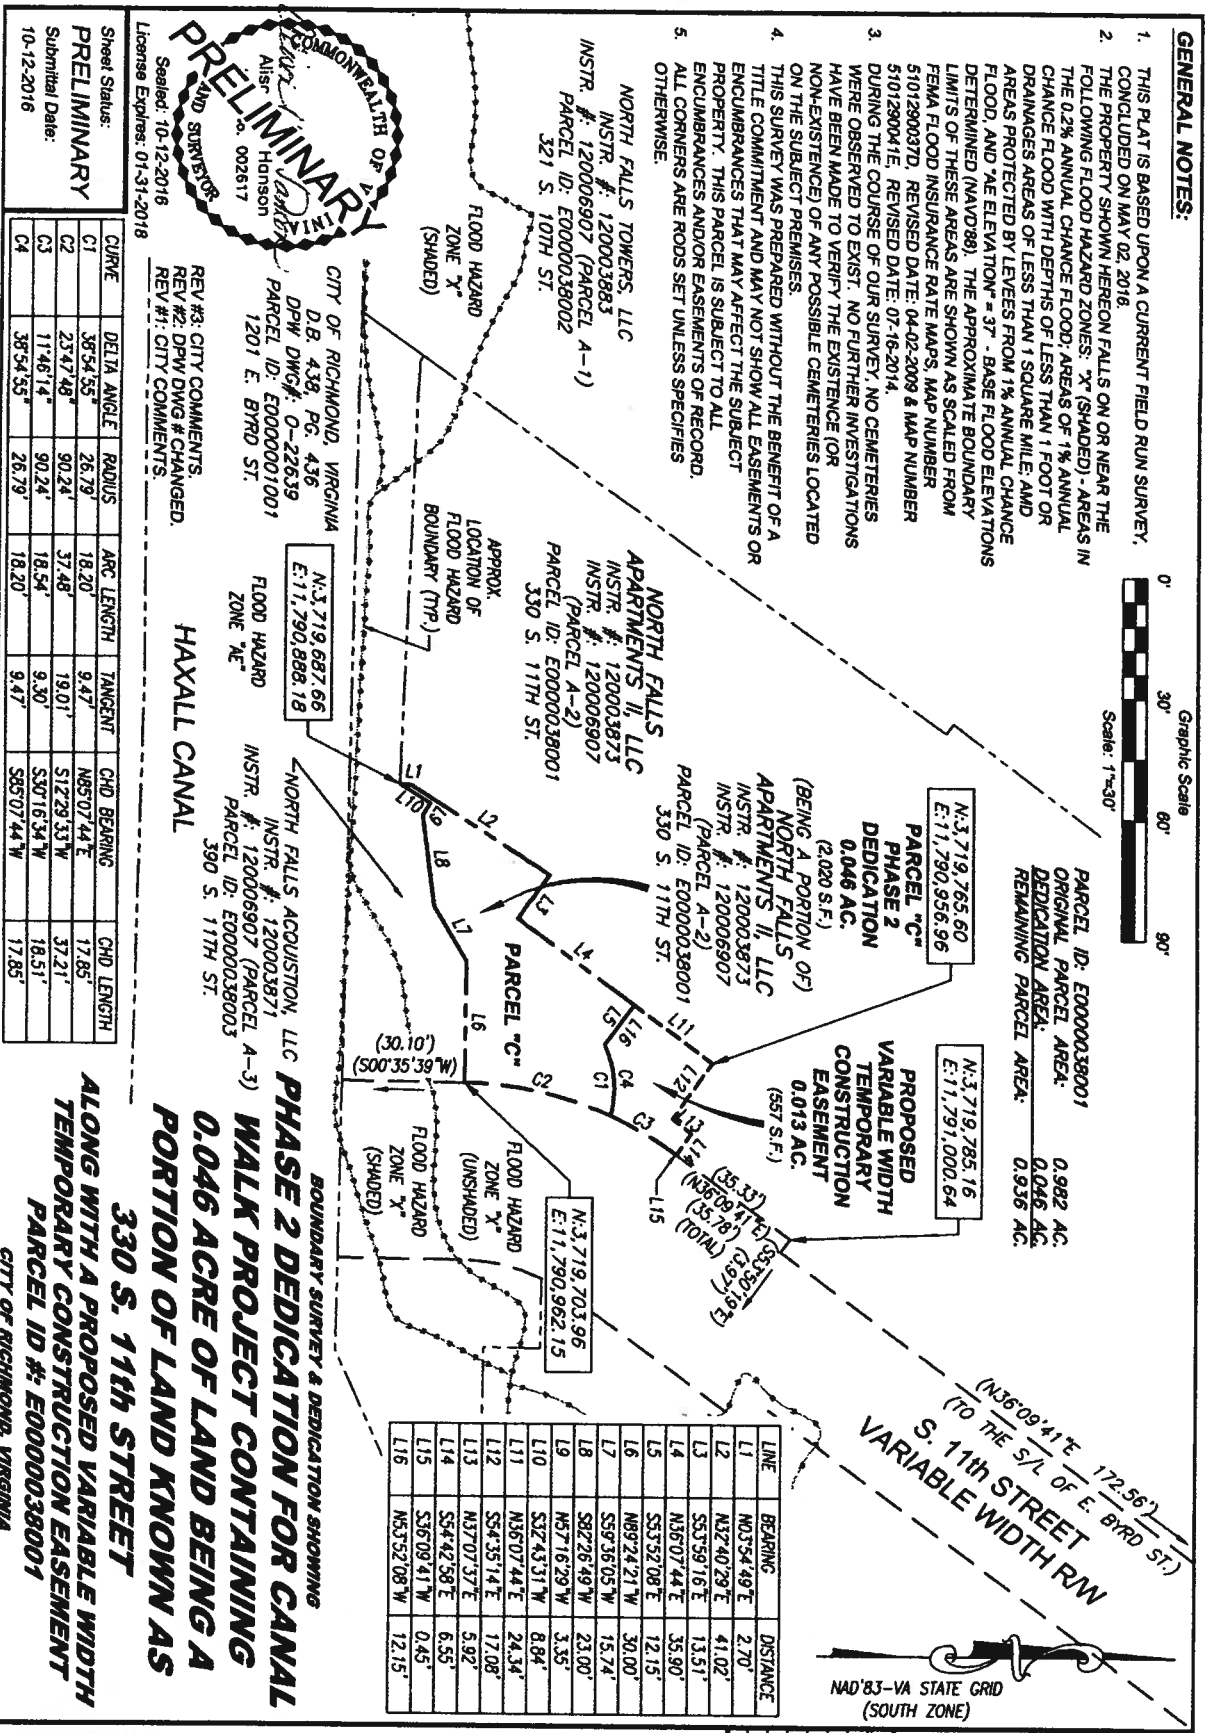 GENERAL NOTES:
1. THIS PLAT IS BASED UPON A CURRENT FIELD RUN SURVEY,
CONCLUDED ON MAY 02, 2016.
2. THE PROPERTY SHOWN HEREON FALLS ON OR NEAR THE
FOLLOWING FLOOD HAZARD ZONES: "X" (SHADED) - AREAS IN
THE 0.2% ANNUAL CHANCE FLOOD; AREAS OF 1% ANNUAL
CHANCE FLOOD WITH DEPTHS OF LESS THAN 1 FOOT OR
DRAINAGES AREAS OF LESS THAN 1 SQUARE MILE; AMD
AREAS PROTECTED BY LEVEES FROM 1% ANNUAL CHANCE
FLOOD, AND "AE ELEVATION" = 37' - BASE FLOOD ELEVATIONS
DETERMINED (NAVD'88). THE APPROXIMATE BOUNDARY
LIMITS OF THESE AREAS ARE SHOWN AS SCALED FROM
FEMA FLOOD INSURANCE RATE MAPS, MAP NUMBER
5101290037D, REVISED DATE: 04-02-2009 & MAP NUMBER
5101290041E, REVISED DATE: 07-16-2014.
3. DURING THE COURSE OF OUR SURVEY, NO CEMETERIES
WERE OBSERVED TO EXIST. NO FURTHER INVESTIGATIONS
HAVE BEEN MADE TO VERIFY THE EXISTENCE (OR
NON-EXISTENCE) OF ANY POSSIBLE CEMETERIES LOCATED
ON THE SUBJECT PREMISES.
4. THIS SURVEY WAS PREPARED WITHOUT THE BENEFIT OF A
TITLE COMMITMENT AND MAY NOT SHOW ALL EASEMENTS OR
ENCUMBRANCES THAT MAY AFFECT THE SUBJECT
PROPERTY. THIS PARCEL IS SUBJECT TO ALL
ENCUMBRANCES AND/OR EASEMENTS OF RECORD.
5. ALL CORNERS ARE RODS SET UNLESS SPECIFIES
OTHERWISE.
Graphic Scale
0' 30' 60' 90'
Scale: 1"=30'
PARCEL ID: E0000038001
ORIGINAL PARCEL AREA: 0.982 AC.
DEDICATION AREA: 0.046 AC.
REMAINING PARCEL AREA: 0.936 AC.
N:3,719,765.60
E:11,790,956.96
N:3,719,785.16
E:11,791,000.64
PARCEL "C"
PHASE 2
DEDICATION
0.046 AC.
(2,020 S.F.)
(BEING A PORTION OF)
NORTH FALLS
APARTMENTS II, LLC
INSTR. #: 120003873
INSTR. #: 120006907
(PARCEL A-2)
PARCEL ID: E0000038001
330 S. 11TH ST.
PROPOSED
VARIABLE WIDTH
TEMPORARY
CONSTRUCTION
EASEMENT
0.013 AC.
(557 S.F.)
NORTH FALLS
APARTMENTS II, LLC
INSTR. #: 120003873
INSTR. #: 120006907
(PARCEL A-2)
PARCEL ID: E0000038001
330 S. 11TH ST.
NORTH FALLS TOWERS, LLC
INSTR. #: 120003883
INSTR. #: 120006907 (PARCEL A-1)
PARCEL ID: E0000038002
321 S. 10TH ST.
FLOOD HAZARD
ZONE "X"
(SHADED)
APPROX.
LOCATION OF
FLOOD HAZARD
BOUNDARY (TYP.)
CITY OF RICHMOND, VIRGINIA
D.B. 438, PG. 436
DPW DWG#: O-22639
PARCEL ID: E0000001001
1201 E. BYRD ST.
N:3,719,687.66
E:11,790,888.18
FLOOD HAZARD
ZONE "AE"
HAXALL CANAL
NORTH FALLS ACQUISTION, LLC
INSTR. #: 120003871
INSTR. #: 120006907 (PARCEL A-3)
PARCEL ID: E0000038003
390 S. 11TH ST.
L1
L10
L9
L2
L8
L3
L7
L4
PARCEL "C"
L6
L5
L16
L11
C2
C1
C4
C3
L12
L13
L14
L15
(30.10')
(S00°35'39"W)
(35.33')
(N36°09'41"E)
(35.78')
(TOTAL)
(S53°50'19"E)
(3.97')
FLOOD HAZARD
ZONE "X"
(UNSHADED)
FLOOD HAZARD
ZONE "X"
(SHADED)
N:3,719,703.96
E:11,790,962.15
(N36°09'41"E 172.56')
(TO THE S/L OF E. BYRD ST.)
S. 11th STREET
VARIABLE WIDTH R/W
NAD'83-VA STATE GRID
(SOUTH ZONE)
LINE BEARING DISTANCE
L1 N03°54'49"E 2.70'
L2 N37°40'29"E 41.02'
L3 S53°59'16"E 13.51'
L4 N36°07'44"E 35.90'
L5 S53°52'08"E 12.15'
L6 N89°24'21"W 30.00'
L7 S59°36'05"W 15.74'
L8 S82°26'49"W 23.00'
L9 N57°16'29"W 3.35'
L10 S32°43'31"W 8.84'
L11 N36°07'44"E 24.34'
L12 S54°35'14"E 17.08'
L13 N37°07'37"E 5.92'
L14 S54°42'58"E 6.55'
L15 S36°09'41"W 0.45'
L16 N53°52'08"W 12.15'
COMMONWEALTH OF
INIA
PRELIMINARY
Hanson
No. 002617
AND SURVEYOR
Sealed: 10-12-2016
License Expires: 01-31-2018
REV #3: CITY COMMENTS.
REV #2: DPW DWG # CHANGED.
REV #1: CITY COMMENTS.
Sheet Status:
PRELIMINARY
Submittal Date:
10-12-2016
CURVE DELTA ANGLE RADIUS ARC LENGTH TANGENT CHD BEARING CHD LENGTH
C1 38°54'55" 26.79' 18.20' 9.47' N85°07'44"E 17.85'
C2 23°47'48" 90.24' 37.48' 19.01' S12°29'33"W 37.21'
C3 11°46'14" 90.24' 18.54' 9.30' S30°16'34"W 18.51'
C4 38°54'55" 26.79' 18.20' 9.47' S85°07'44"W 17.85'
BOUNDARY SURVEY & DEDICATION SHOWING
PHASE 2 DEDICATION FOR CANAL
WALK PROJECT CONTAINING
0.046 ACRE OF LAND BEING A
PORTION OF LAND KNOWN AS
330 S. 11th STREET
ALONG WITH A PROPOSED VARIABLE WIDTH
TEMPORARY CONSTRUCTION EASEMENT
PARCEL ID #: E0000038001
CITY OF RICHMOND, VIRGINIA